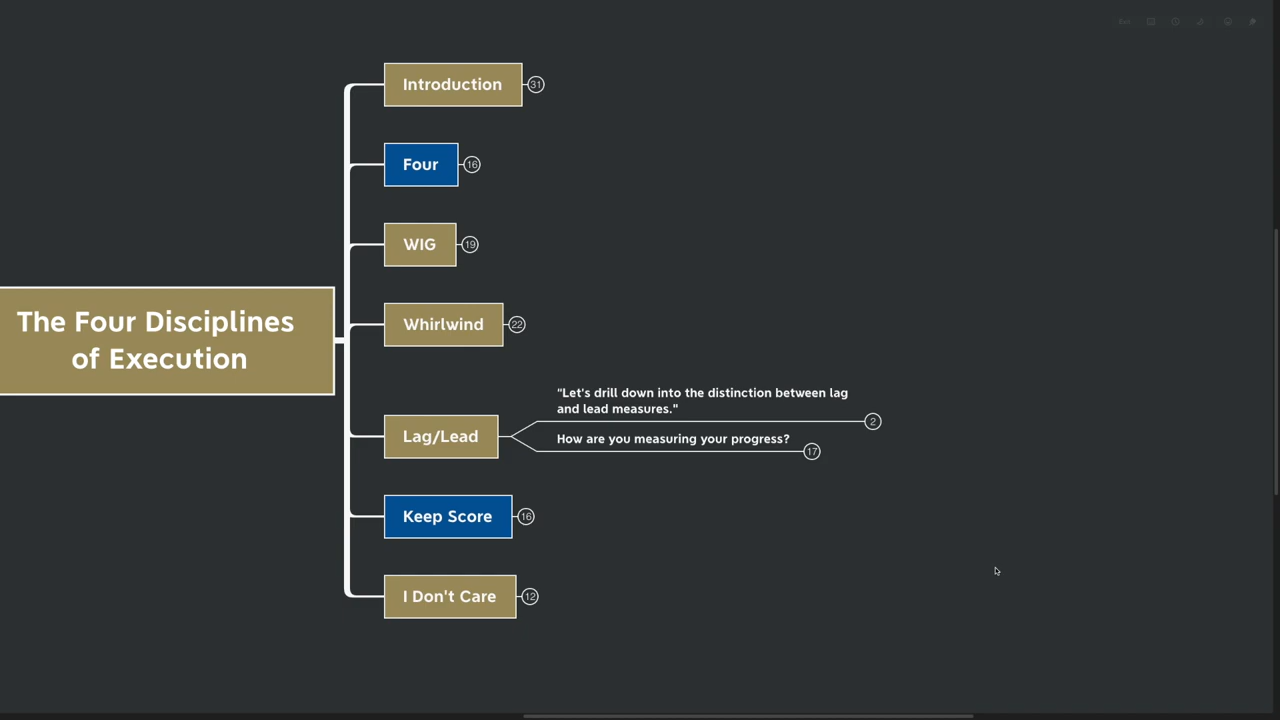 Introduction
31
Four
16
WIG
19
The Four Disciplines
of Execution
Whirlwind
22
"Let's drill down into the distinction between lag
and lead measures."
2
Lag/Lead
How are you measuring your progress?
17
Keep Score
16
I Don't Care
12